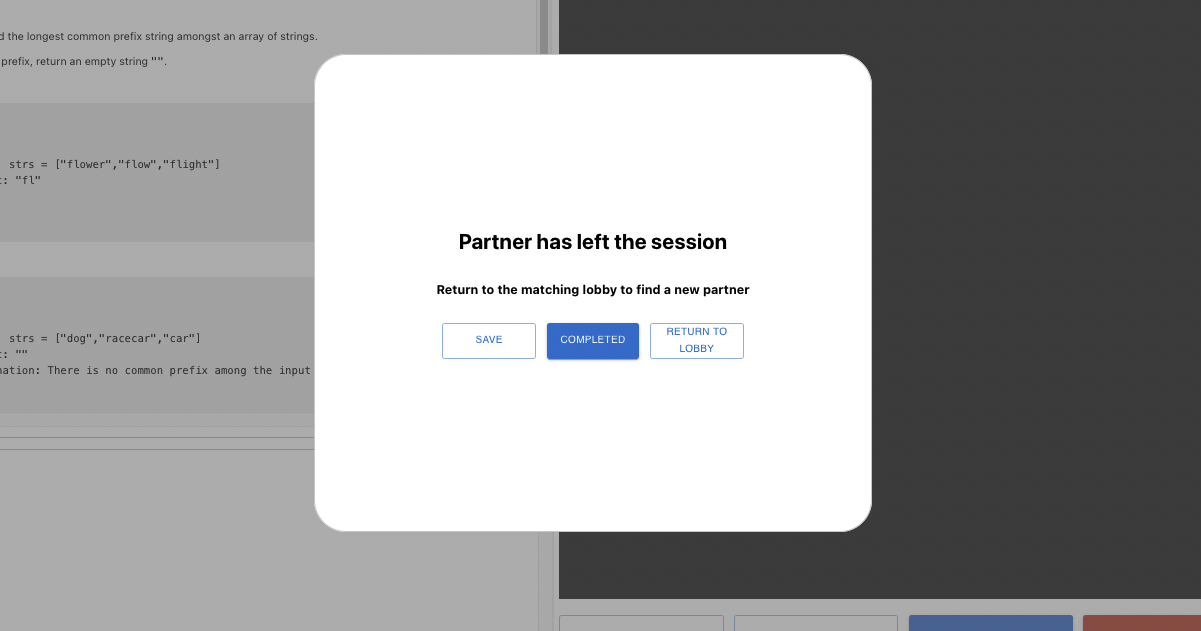 d the longest common prefix string amongst an array of strings.
prefix, return an empty string "".
strs = ["flower","flow","flight"]
: "fl"
strs = ["dog","racecar","car"]
: ""
nation: There is no common prefix among the input
Partner has left the session
Return to the matching lobby to find a new partner
SAVE
COMPLETED
RETURN TO
LOBBY